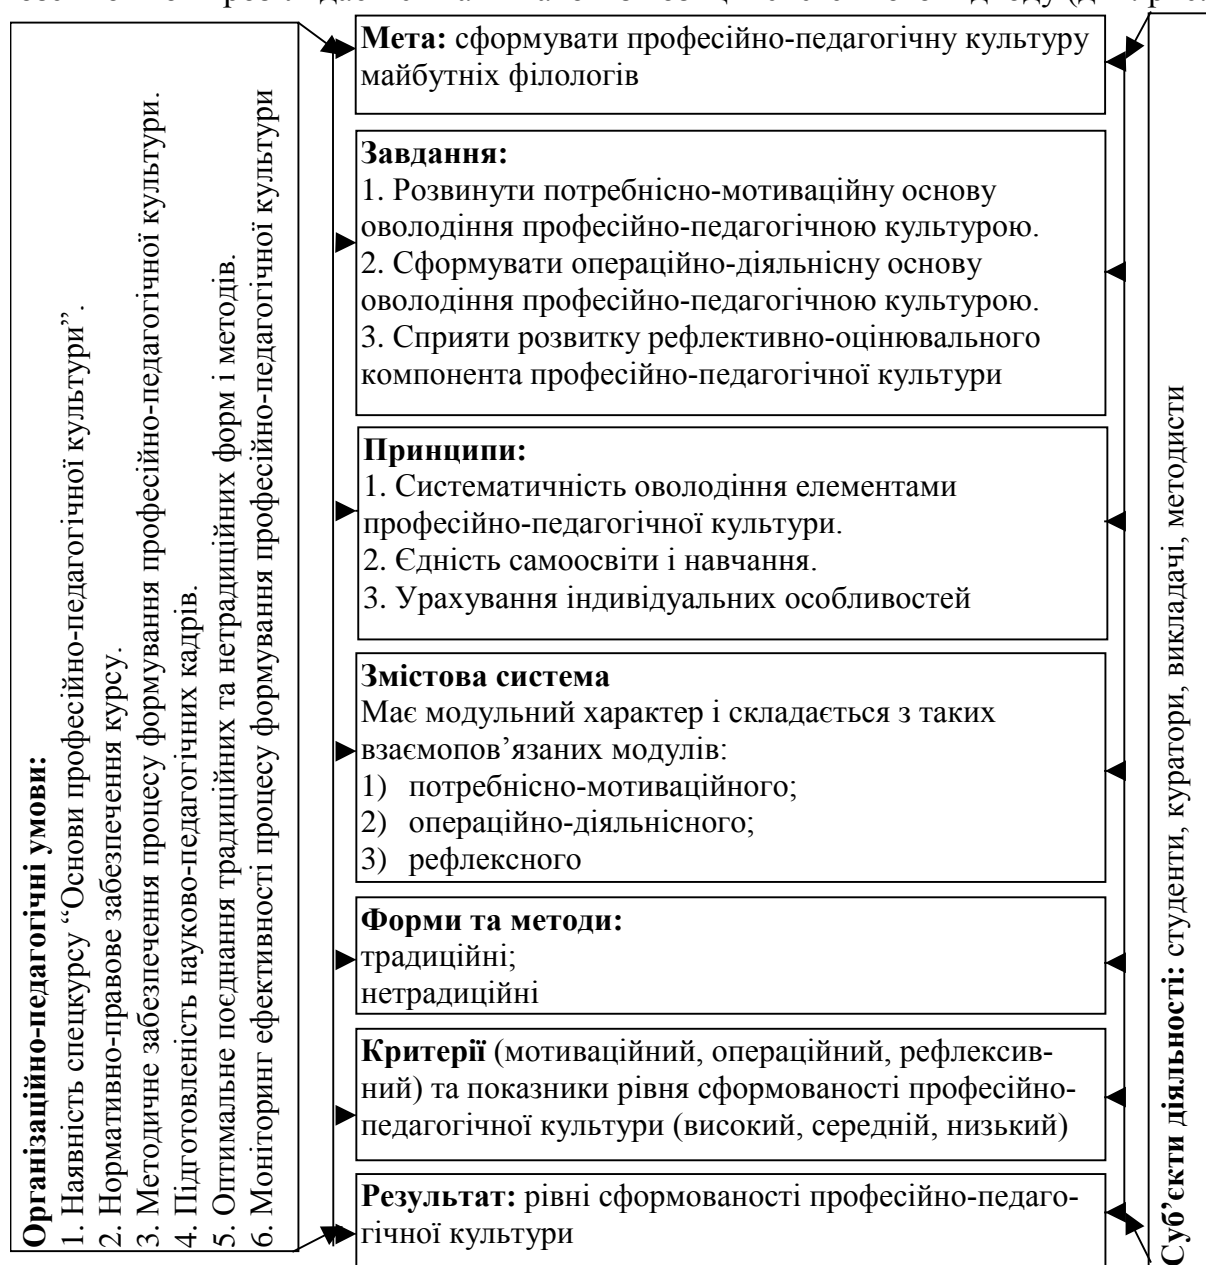 Організаційно-педагогічні умови:
1. Наявність спецкурсу “Основи професійно-педагогічної культури”.
2. Нормативно-правове забезпечення курсу.
3. Методичне забезпечення процесу формування професійно-педагогічної культури.
4. Підготовленість науково-педагогічних кадрів.
5. Оптимальне поєднання традиційних та нетрадиційних форм і методів.
6. Моніторинг ефективності процесу формування професійно-педагогічної культури
Мета: сформувати професійно-педагогічну культуру
майбутніх філологів
Завдання:
1. Розвинути потребнісно-мотиваційну основу
оволодіння професійно-педагогічною культурою.
2. Сформувати операційно-діяльнісну основу
оволодіння професійно-педагогічною культурою.
3. Сприяти розвитку рефлективно-оцінювального
компонента професійно-педагогічної культури
Принципи:
1. Систематичність оволодіння елементами
професійно-педагогічної культури.
2. Єдність самоосвіти і навчання.
3. Урахування індивідуальних особливостей
Змістова система
Має модульний характер і складається з таких
взаємопов’язаних модулів:
1) потребнісно-мотиваційного;
2) операційно-діяльнісного;
3) рефлексного
Форми та методи:
традиційні;
нетрадиційні
Критерії (мотиваційний, операційний, рефлексив-
ний) та показники рівня сформованості професійно-
педагогічної культури (високий, середній, низький)
Результат: рівні сформованості професійно-педаго-
гічної культури
Суб’єкти діяльності: студенти, куратори, викладачі, методисти